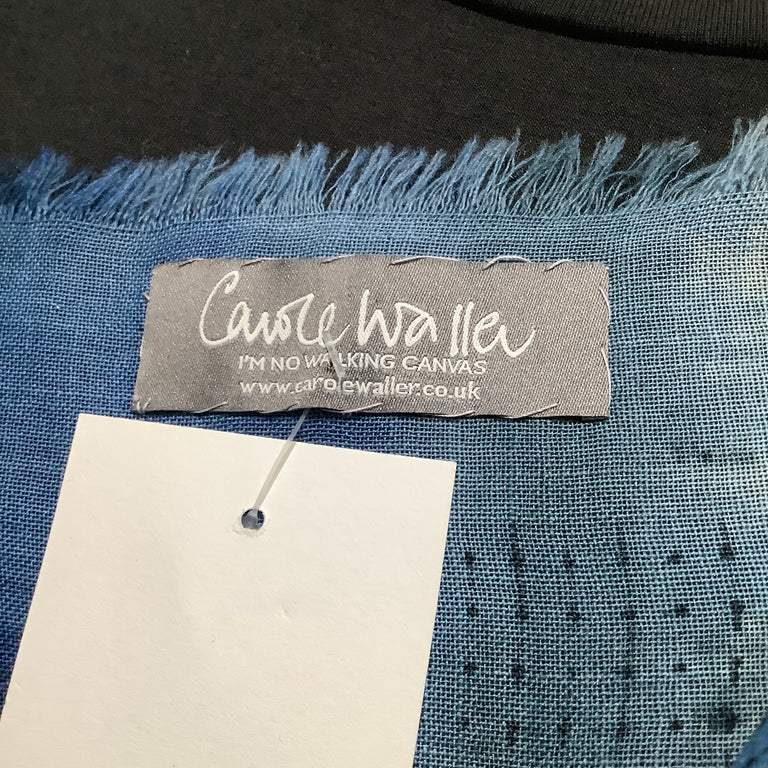 Carole Waller
I'M NO WALKING CANVAS
www.carolewaller.co.uk